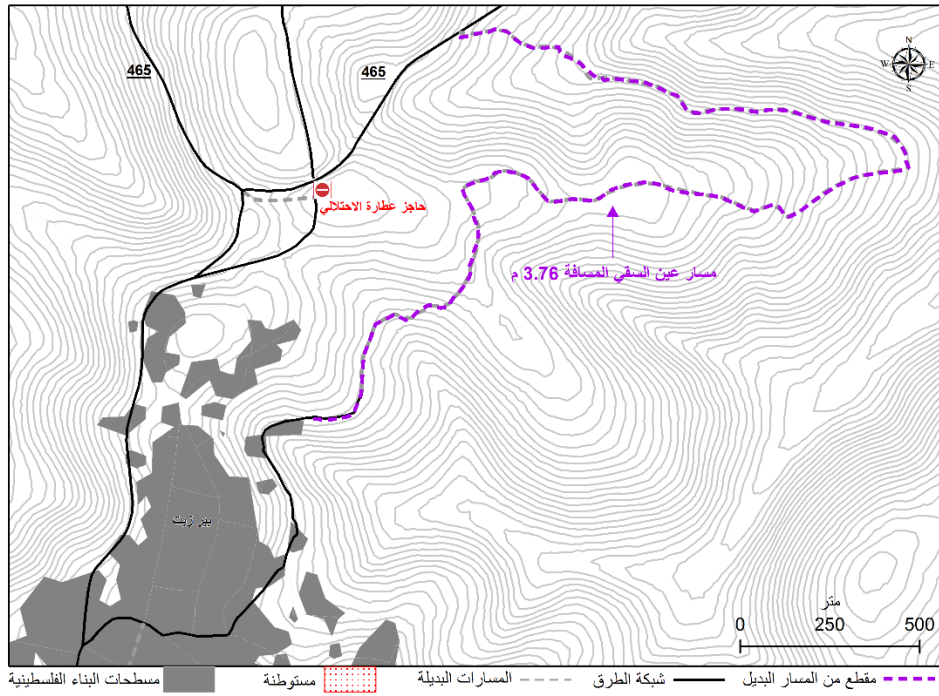 465
465
N
W E
S
حاجز عطارة الاحتلالي
مسار عين السقي المسافة 3.76 م
بير زيت
متر
0 250 500
مقطع من المسار البديل
شبكة الطرق
المسارات البديلة
مستوطنة
مسطحات البناء الفلسطينية